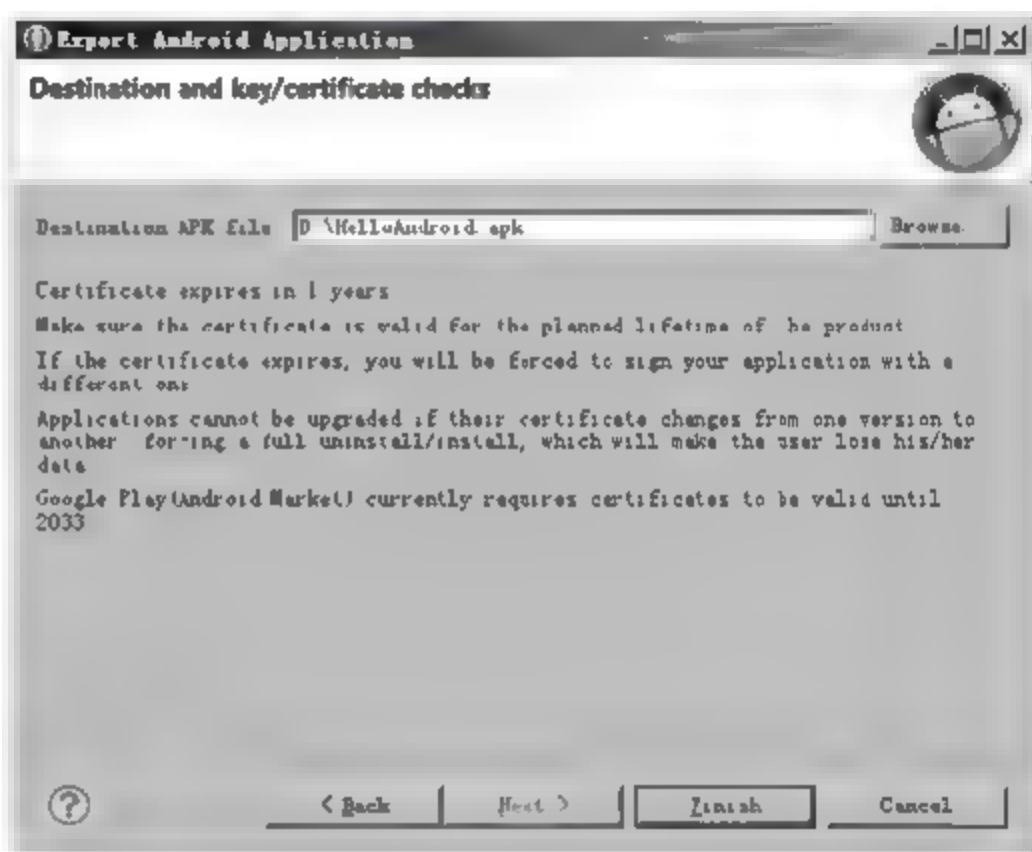 Export Android Application
Destination and key/certificate checks
Destination APK file D:\HelloAndroid.apk Browse...
Certificate expires in 1 years
Make sure the certificate is valid for the planned lifetime of the product
If the certificate expires, you will be forced to sign your application with a
different one
Applications cannot be upgraded if their certificate changes from one version to
another forcing a full uninstall/install, which will make the user lose his/her
data
Google Play(Android Market) currently requires certificates to be valid until
2033
?
< Back Next > Finish Cancel